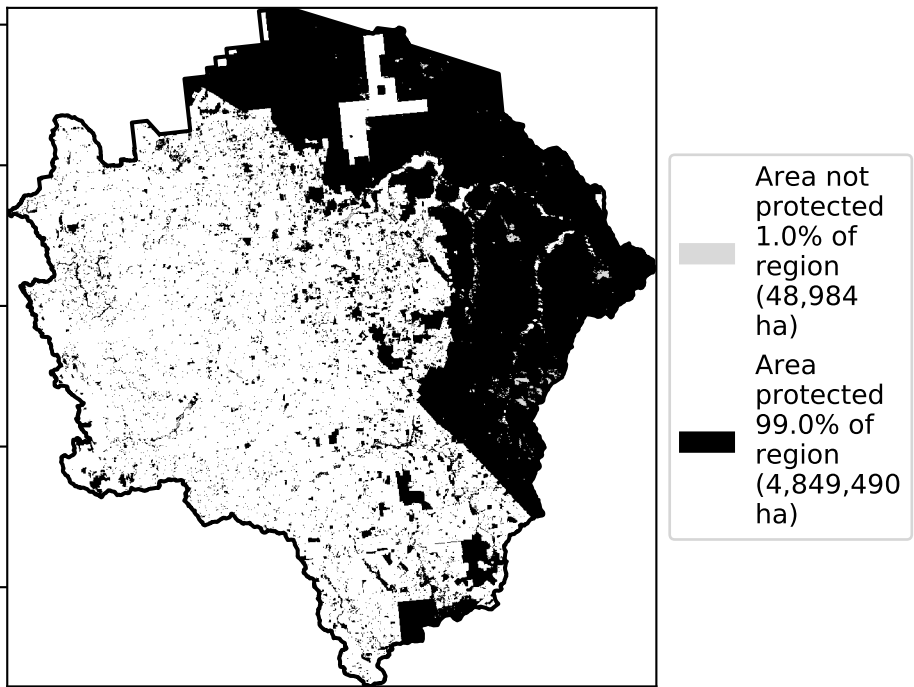 Area not
protected
1.0% of
region
(48,984
ha)
Area
protected
99.0% of
region
(4,849,490
ha)